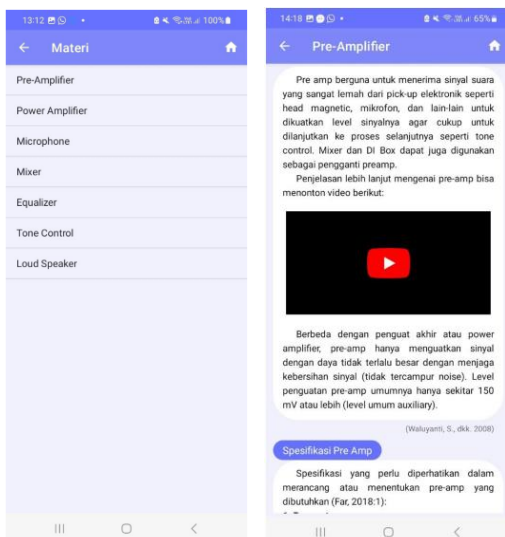 13:12
100%
Materi
Pre-Amplifier
Power Amplifier
Microphone
Mixer
Equalizer
Tone Control
Loud Speaker
14:18
65%
Pre-Amplifier
Pre amp berguna untuk menerima sinyal suara
yang sangat lemah dari pick-up elektronik seperti
head magnetic, mikrofon, dan lain-lain untuk
dikuatkan level sinyalnya agar cukup untuk
dilanjutkan ke proses selanjutnya seperti tone
control. Mixer dan DI Box dapat juga digunakan
sebagai pengganti preamp.
Penjelasan lebih lanjut mengenai pre-amp bisa
menonton video berikut:
Berbeda dengan penguat akhir atau power
amplifier, pre-amp hanya menguatkan sinyal
dengan daya tidak terlalu besar dengan menjaga
kebersihan sinyal (tidak tercampur noise). Level
penguatan pre-amp umumnya hanya sekitar 150
mV atau lebih (level umum auxiliary).
(Waluyanti, S., dkk. 2008)
Spesifikasi Pre Amp
Spesifikasi yang perlu diperhatikan dalam
merancang atau menentukan pre-amp yang
dibutuhkan (Far, 2018:1):